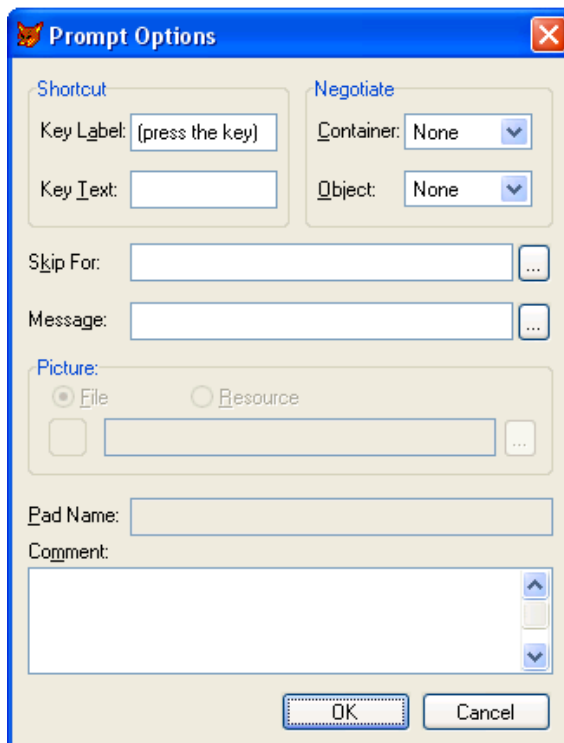 Prompt Options
Shortcut
Negotiate
Key Label: (press the key)
Container: None
Key Text:
Object: None
Skip For:
...
Message:
...
Picture:
File
Resource
...
Pad Name:
Comment:
OK
Cancel